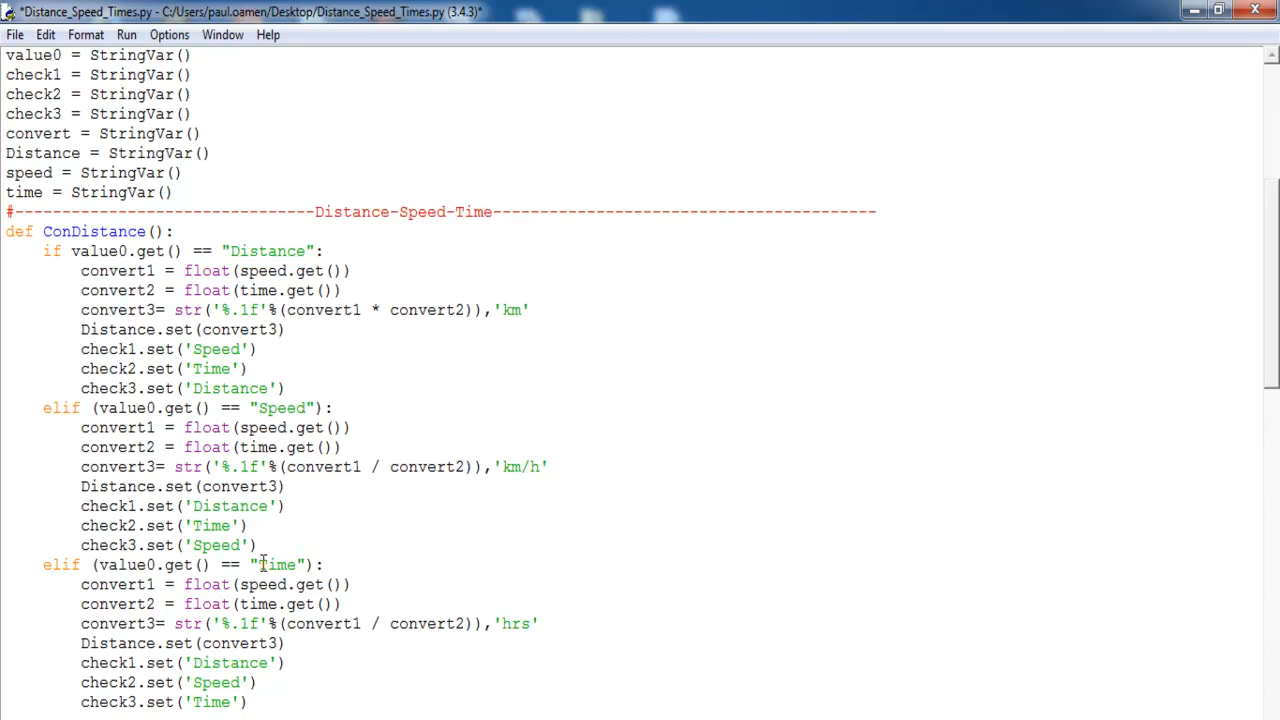 *Distance_Speed_Times.py - C:/Users/paul.oamen/Desktop/Distance_Speed_Times.py (3.4.3)*
File Edit Format Run Options Window Help
value0 = StringVar()
check1 = StringVar()
check2 = StringVar()
check3 = StringVar()
convert = StringVar()
Distance = StringVar()
speed = StringVar()
time = StringVar()
#--------------------------------Distance-Speed-Time-----------------------------------------
def ConDistance():
    if value0.get() == "Distance":
        convert1 = float(speed.get())
        convert2 = float(time.get())
        convert3= str('%.1f'%(convert1 * convert2)),'km'
        Distance.set(convert3)
        check1.set('Speed')
        check2.set('Time')
        check3.set('Distance')
    elif (value0.get() == "Speed"):
        convert1 = float(speed.get())
        convert2 = float(time.get())
        convert3= str('%.1f'%(convert1 / convert2)),'km/h'
        Distance.set(convert3)
        check1.set('Distance')
        check2.set('Time')
        check3.set('Speed')
    elif (value0.get() == "Time"):
        convert1 = float(speed.get())
        convert2 = float(time.get())
        convert3= str('%.1f'%(convert1 / convert2)),'hrs'
        Distance.set(convert3)
        check1.set('Distance')
        check2.set('Speed')
        check3.set('Time')